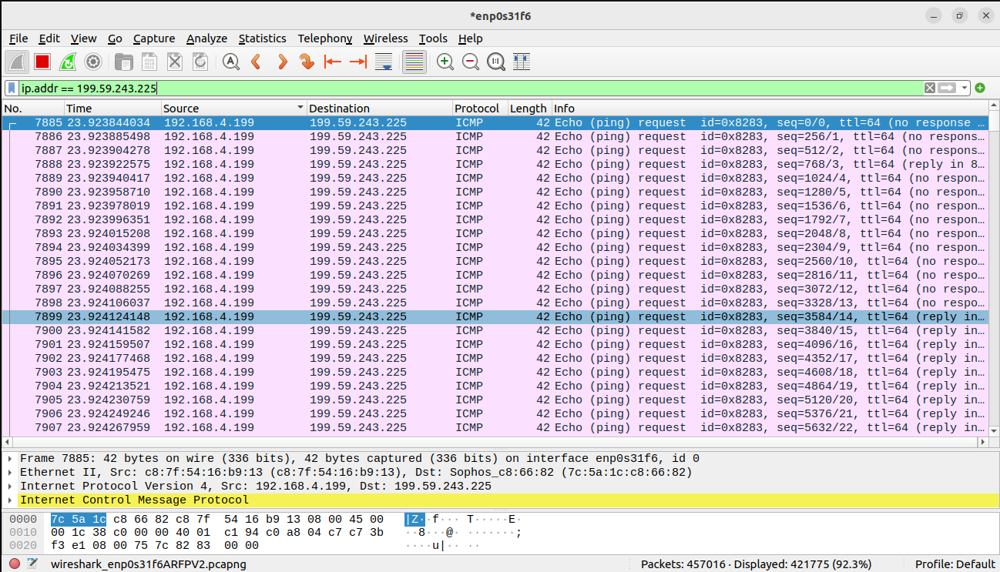 *enp0s31f6
File Edit View Go Capture Analyze Statistics Telephony Wireless Tools Help
ip.addr == 199.59.243.225
No. Time Source Destination Protocol Length Info
7885 23.923844034 192.168.4.199 199.59.243.225 ICMP 42 Echo (ping) request id=0x8283, seq=0/0, ttl=64 (no response …
7886 23.923885498 192.168.4.199 199.59.243.225 ICMP 42 Echo (ping) request id=0x8283, seq=256/1, ttl=64 (no respons…
7887 23.923904278 192.168.4.199 199.59.243.225 ICMP 42 Echo (ping) request id=0x8283, seq=512/2, ttl=64 (no respons…
7888 23.923922575 192.168.4.199 199.59.243.225 ICMP 42 Echo (ping) request id=0x8283, seq=768/3, ttl=64 (reply in 8…
7889 23.923940417 192.168.4.199 199.59.243.225 ICMP 42 Echo (ping) request id=0x8283, seq=1024/4, ttl=64 (no respon…
7890 23.923958710 192.168.4.199 199.59.243.225 ICMP 42 Echo (ping) request id=0x8283, seq=1280/5, ttl=64 (no respon…
7891 23.923978019 192.168.4.199 199.59.243.225 ICMP 42 Echo (ping) request id=0x8283, seq=1536/6, ttl=64 (no respon…
7892 23.923996351 192.168.4.199 199.59.243.225 ICMP 42 Echo (ping) request id=0x8283, seq=1792/7, ttl=64 (no respon…
7893 23.924015208 192.168.4.199 199.59.243.225 ICMP 42 Echo (ping) request id=0x8283, seq=2048/8, ttl=64 (no respon…
7894 23.924034399 192.168.4.199 199.59.243.225 ICMP 42 Echo (ping) request id=0x8283, seq=2304/9, ttl=64 (no respon…
7895 23.924052173 192.168.4.199 199.59.243.225 ICMP 42 Echo (ping) request id=0x8283, seq=2560/10, ttl=64 (no respo…
7896 23.924070269 192.168.4.199 199.59.243.225 ICMP 42 Echo (ping) request id=0x8283, seq=2816/11, ttl=64 (no respo…
7897 23.924088255 192.168.4.199 199.59.243.225 ICMP 42 Echo (ping) request id=0x8283, seq=3072/12, ttl=64 (no respo…
7898 23.924106037 192.168.4.199 199.59.243.225 ICMP 42 Echo (ping) request id=0x8283, seq=3328/13, ttl=64 (no respo…
7899 23.924124148 192.168.4.199 199.59.243.225 ICMP 42 Echo (ping) request id=0x8283, seq=3584/14, ttl=64 (reply in…
7900 23.924141582 192.168.4.199 199.59.243.225 ICMP 42 Echo (ping) request id=0x8283, seq=3840/15, ttl=64 (reply in…
7901 23.924159507 192.168.4.199 199.59.243.225 ICMP 42 Echo (ping) request id=0x8283, seq=4096/16, ttl=64 (reply in…
7902 23.924177468 192.168.4.199 199.59.243.225 ICMP 42 Echo (ping) request id=0x8283, seq=4352/17, ttl=64 (reply in…
7903 23.924195475 192.168.4.199 199.59.243.225 ICMP 42 Echo (ping) request id=0x8283, seq=4608/18, ttl=64 (reply in…
7904 23.924213521 192.168.4.199 199.59.243.225 ICMP 42 Echo (ping) request id=0x8283, seq=4864/19, ttl=64 (reply in…
7905 23.924230759 192.168.4.199 199.59.243.225 ICMP 42 Echo (ping) request id=0x8283, seq=5120/20, ttl=64 (reply in…
7906 23.924249246 192.168.4.199 199.59.243.225 ICMP 42 Echo (ping) request id=0x8283, seq=5376/21, ttl=64 (reply in…
7907 23.924267959 192.168.4.199 199.59.243.225 ICMP 42 Echo (ping) request id=0x8283, seq=5632/22, ttl=64 (reply in…
Frame 7885: 42 bytes on wire (336 bits), 42 bytes captured (336 bits) on interface enp0s31f6, id 0
Ethernet II, Src: c8:7f:54:16:b9:13 (c8:7f:54:16:b9:13), Dst: Sophos_c8:66:82 (7c:5a:1c:c8:66:82)
Internet Protocol Version 4, Src: 192.168.4.199, Dst: 199.59.243.225
Internet Control Message Protocol
0000 7c 5a 1c c8 66 82 c8 7f 54 16 b9 13 08 00 45 00 |Z··f··· T·····E·
0010 00 1c 38 c0 00 00 40 01 c1 94 c0 a8 04 c7 c7 3b ··8···@· ·······;
0020 f3 e1 08 00 75 7c 82 83 00 00 ····u|·· ··
wireshark_enp0s31f6ARFPV2.pcapng Packets: 457016 · Displayed: 421775 (92.3%) Profile: Default